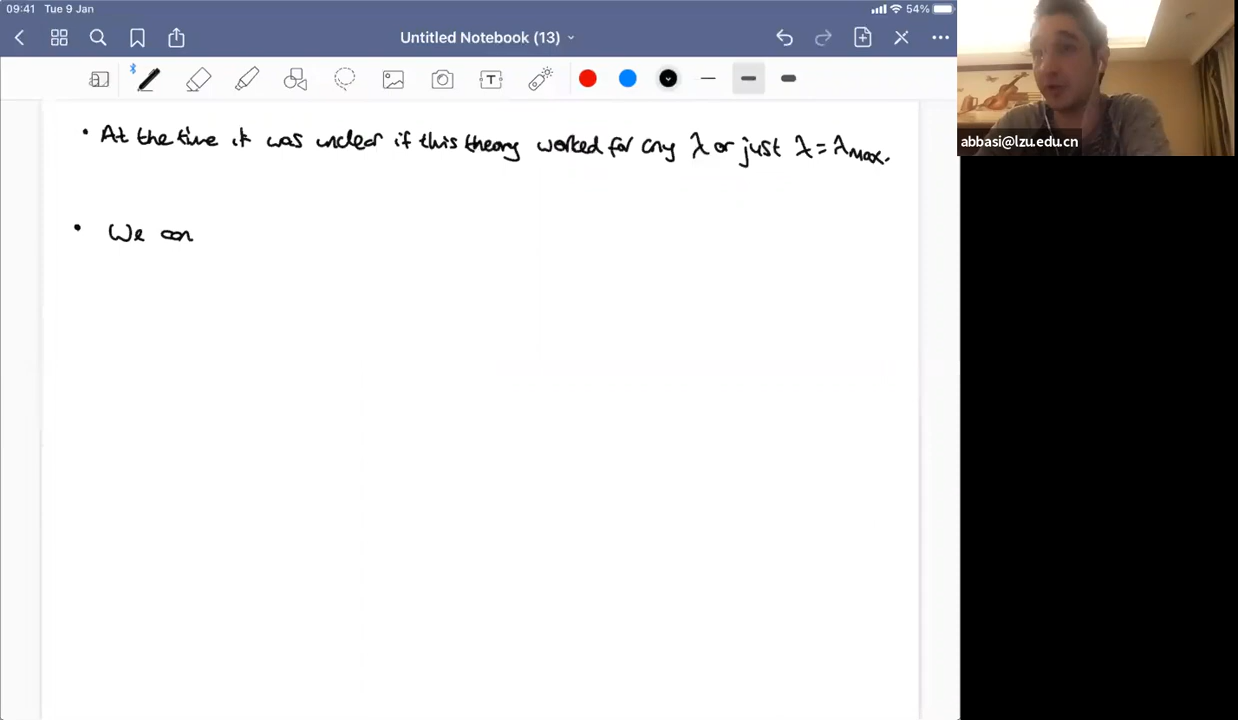 09:41 Tue 9 Jan
54%
Untitled Notebook (13)
T
abbasi@lzu.edu.cn
• At the time it was unclear if this theory worked for any λ or just λ = λmax.
• We can